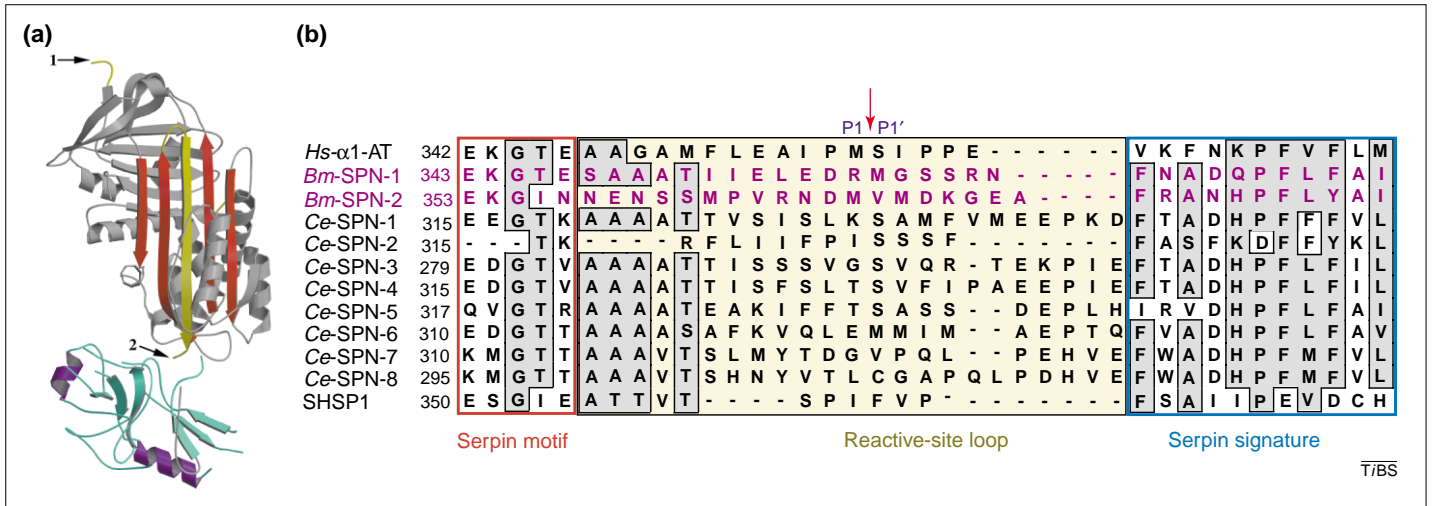 (a)
(b)
1
2
P1 P1′
Hs-α1-AT 342 E K G T E A A G A M F L E A I P M S I P P E - - - - - - V K F N K P F V F L M
Bm-SPN-1 343 E K G T E S A A A T I I E L E D R M G S S R N - - - - - F N A D Q P F L F A I
Bm-SPN-2 353 E K G I N N E N S S M P V R N D M V M D K G E A - - - - F R A N H P F L Y A I
Ce-SPN-1 315 E E G T K A A A A T T V S I S L K S A M F V M E E P K D F T A D H P F F F V L
Ce-SPN-2 315 - - - T K - - - - R F L I I F P I S S S F - - - - - - - F A S F K D F F Y K L
Ce-SPN-3 279 E D G T V A A A A T T I S S S V G S V Q R - T E K P I E F T A D H P F L F I L
Ce-SPN-4 315 E D G T V A A A A T T I S F S L T S V F I P A E E P I E F T A D H P F L F I L
Ce-SPN-5 317 Q V G T R A A A A T E A K I F F T S A S S - - D E P L H I R V D H P F L F A I
Ce-SPN-6 310 E D G T T A A A A S A F K V Q L E M M I M - - A E P T Q F V A D H P F L F A V
Ce-SPN-7 310 K M G T T A A A V T S L M Y T D G V P Q L - - P E H V E F W A D H P F M F V L
Ce-SPN-8 295 K M G T T A A A V T S H N Y V T L C G A P Q L P D H V E F W A D H P F M F V L
SHSP1 350 E S G I E A T T V T - - - - S P I F V P - - - - - - - - F S A I I P E V D C H
Serpin motif
Reactive-site loop
Serpin signature
TiBS